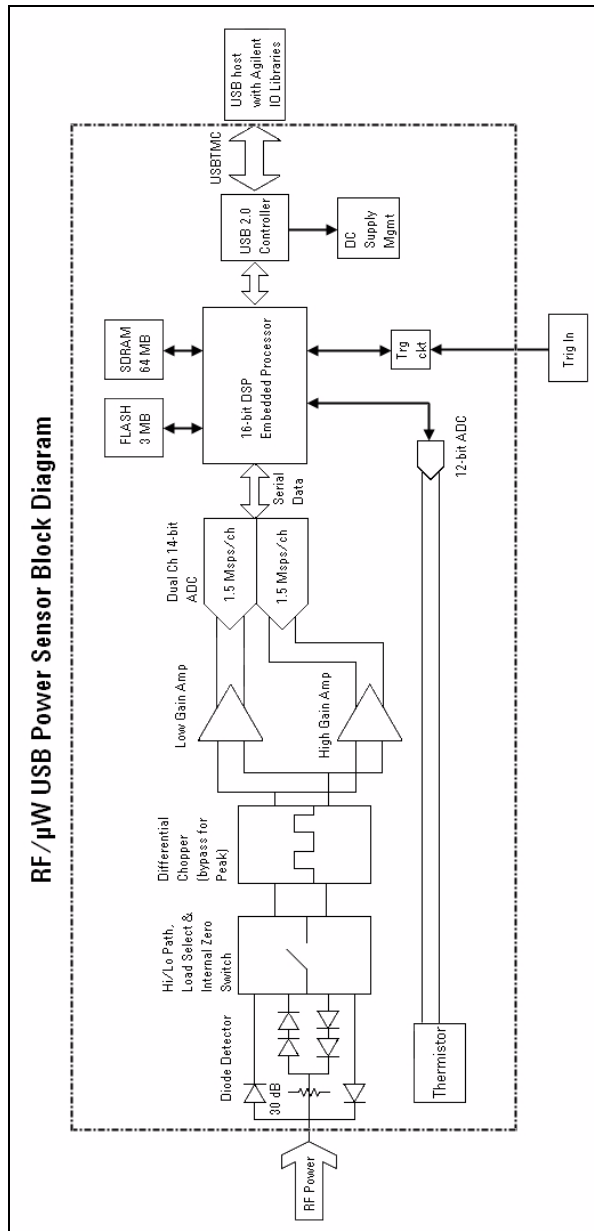 RF/µW USB Power Sensor Block Diagram
RF Power
30 dB
Diode Detector
Hi/Lo Path,
Load Select &
Internal Zero
Switch
Differential
Chopper
(bypass for
Peak)
Low Gain Amp
High Gain Amp
Dual Ch 14-bit
ADC
1.5 Msps/ch
1.5 Msps/ch
Serial
Data
FLASH
3 MB
SDRAM
64 MB
16-bit DSP
Embedded Processor
USB 2.0
Controller
USBTMC
USB host
with Agilent
IO Libraries
DC
Supply
Mgmt
Trg
ckt
Trig In
12-bit ADC
Thermistor